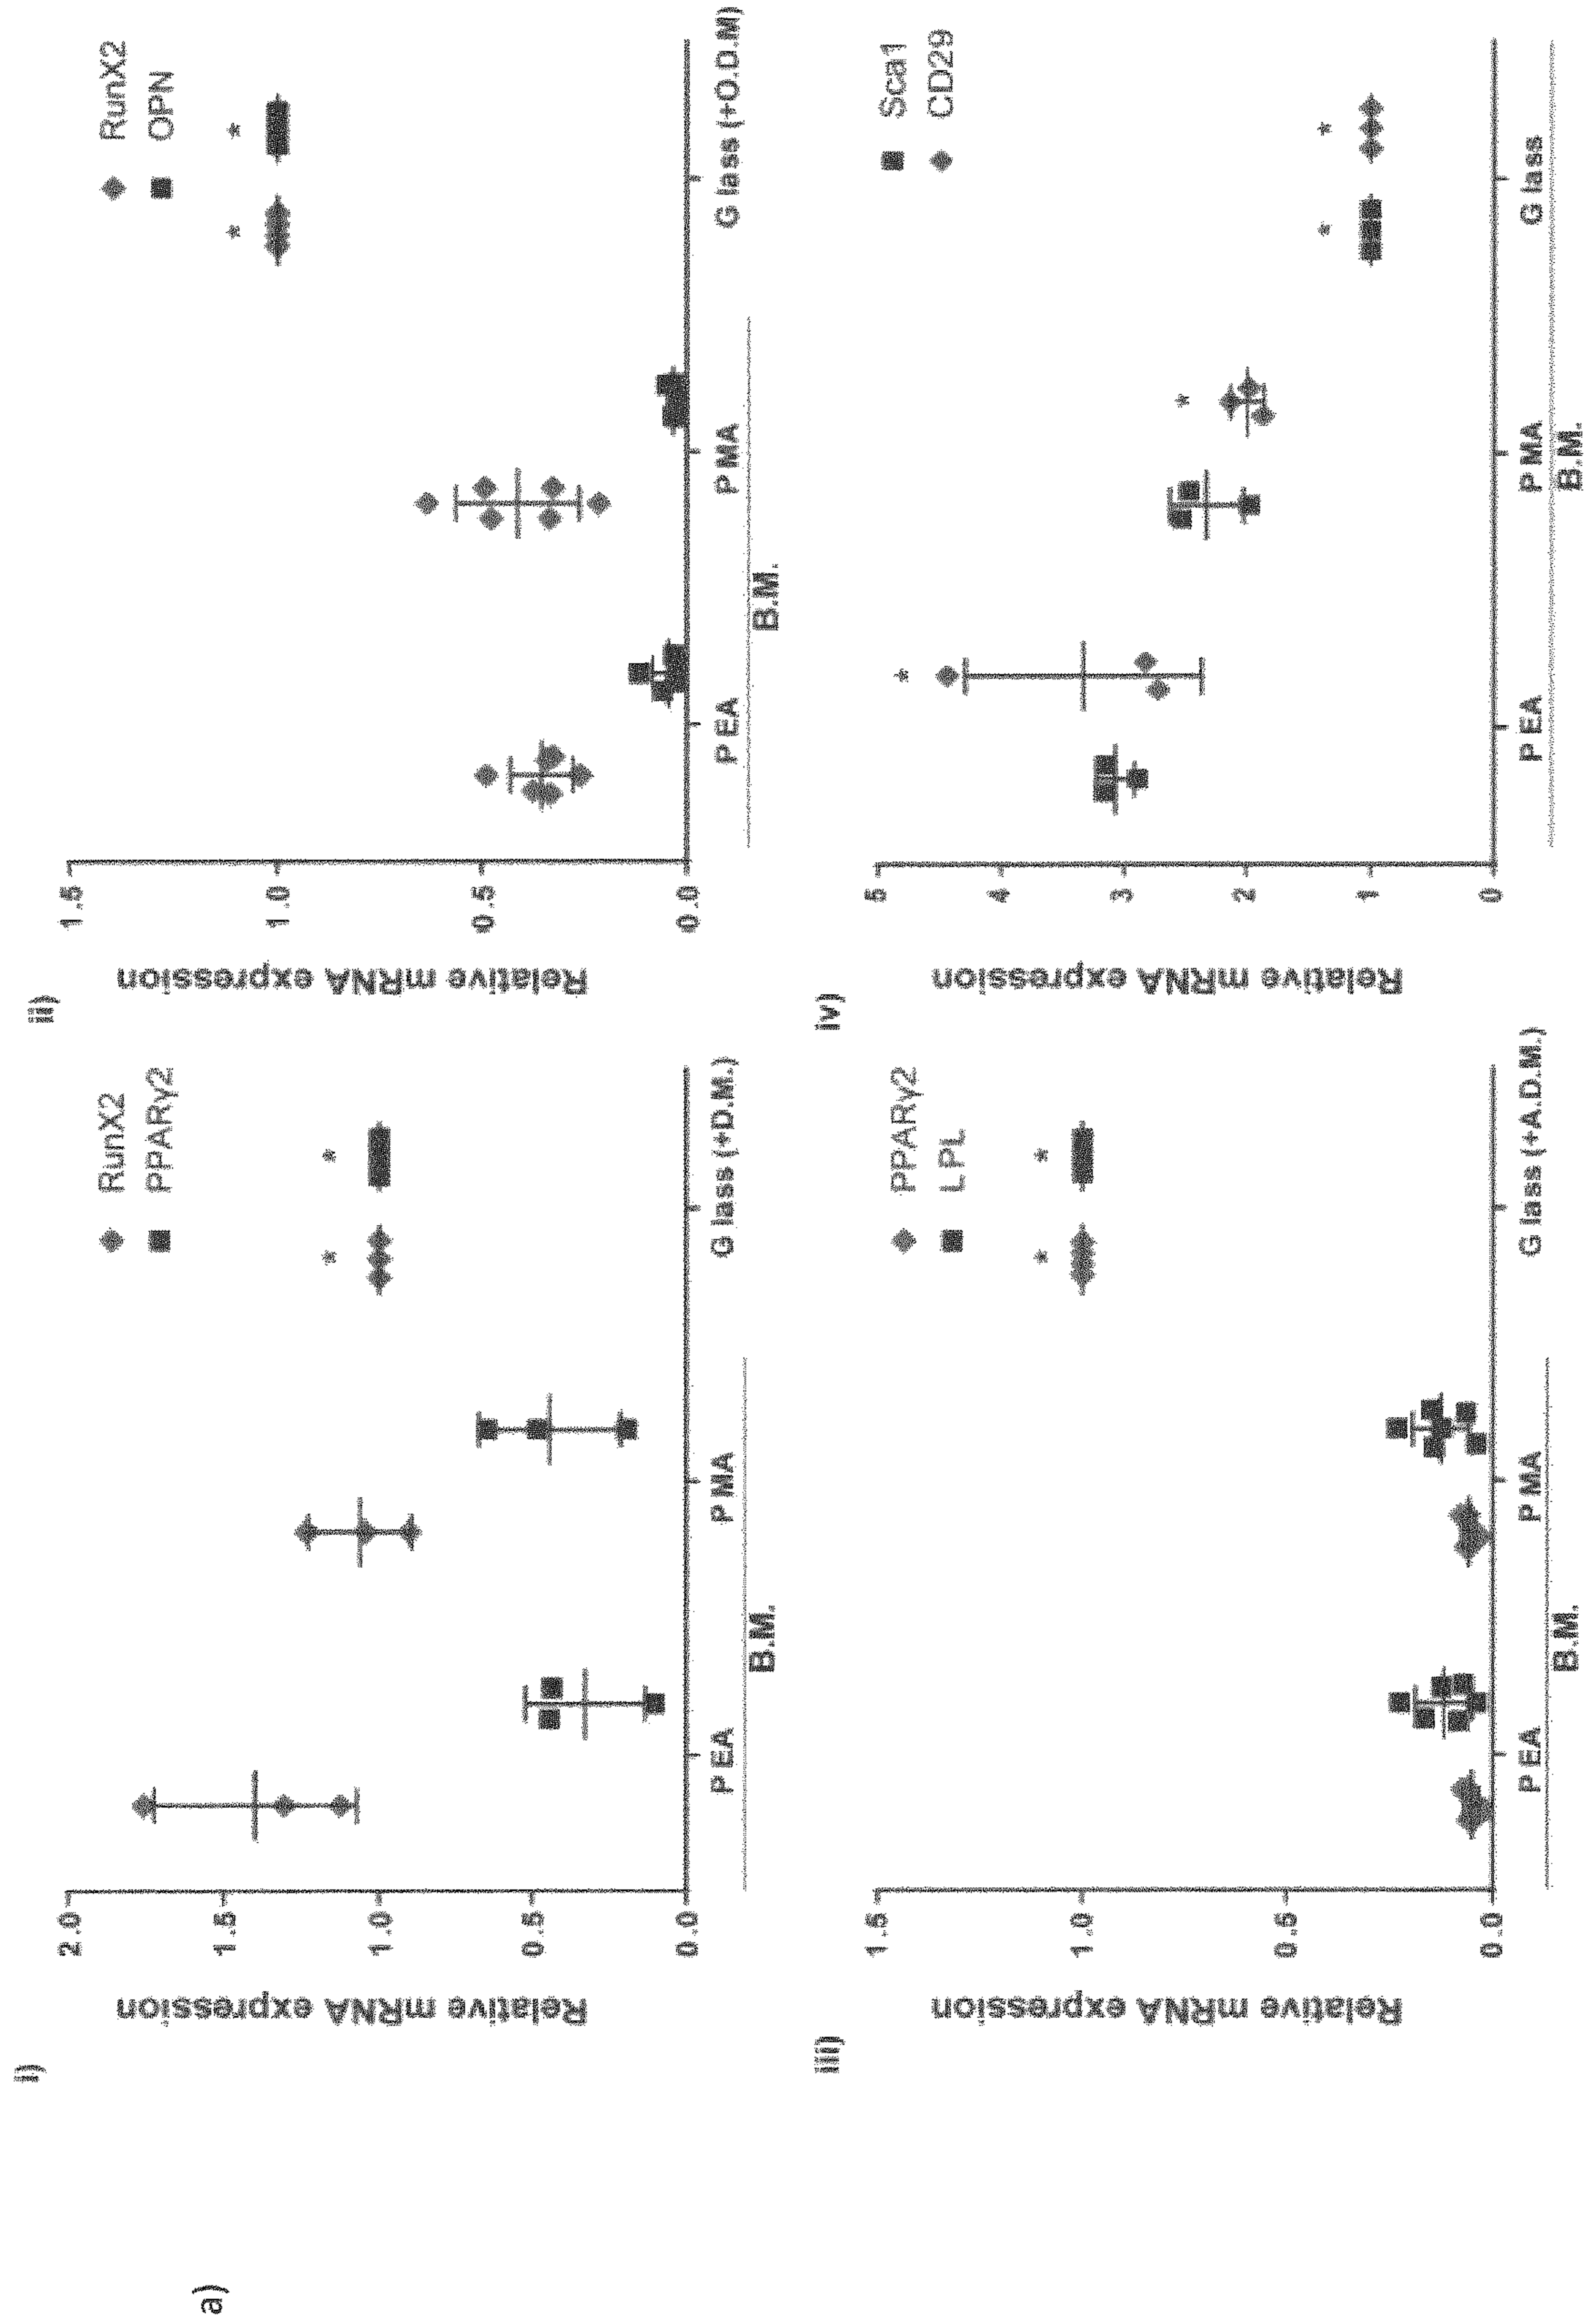 a)
i)
Relative mRNA expression
2.0
1.5
1.0
0.5
0.0
RunX2
PPARγ2
*
*
PEA
PMA
Glass (+D.M.)
B.M.
ii)
Relative mRNA expression
1.5
1.0
0.5
0.0
RunX2
OPN
*
*
PEA
PMA
Glass (+O.D.M)
B.M.
iii)
Relative mRNA expression
1.5
1.0
0.5
0.0
PPARγ2
LPL
*
*
PEA
PMA
Glass (+A.D.M.)
B.M.
iv)
Relative mRNA expression
5
4
3
2
1
0
Sca1
CD29
*
*
*
*
PEA
PMA
Glass
B.M.